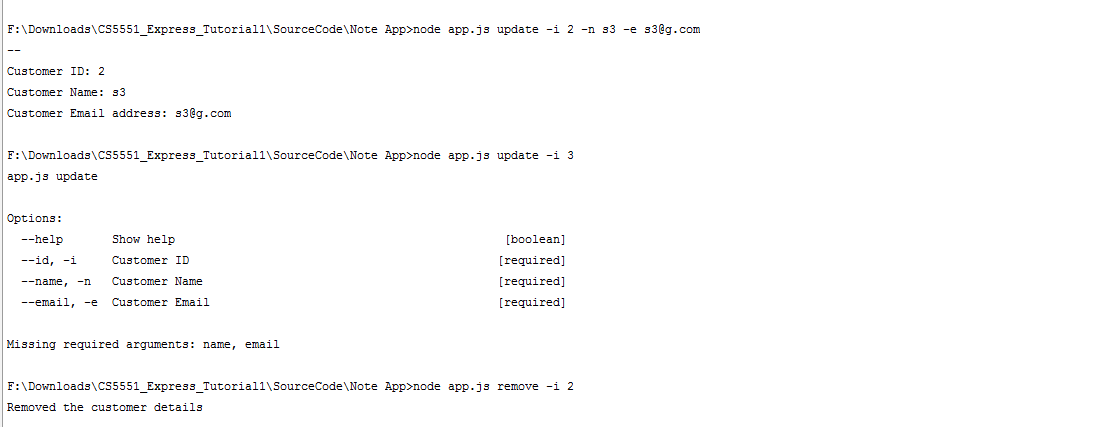 F:\Downloads\CS5551_Express_Tutorial1\SourceCode\Note App>node app.js update -i 2 -n s3 -e s3@g.com
--
Customer ID: 2
Customer Name: s3
Customer Email address: s3@g.com
F:\Downloads\CS5551_Express_Tutorial1\SourceCode\Note App>node app.js update -i 3
app.js update
Options:
  --help       Show help                                               [boolean]
  --id, -i     Customer ID                                            [required]
  --name, -n   Customer Name                                          [required]
  --email, -e  Customer Email                                         [required]
Missing required arguments: name, email
F:\Downloads\CS5551_Express_Tutorial1\SourceCode\Note App>node app.js remove -i 2
Removed the customer details